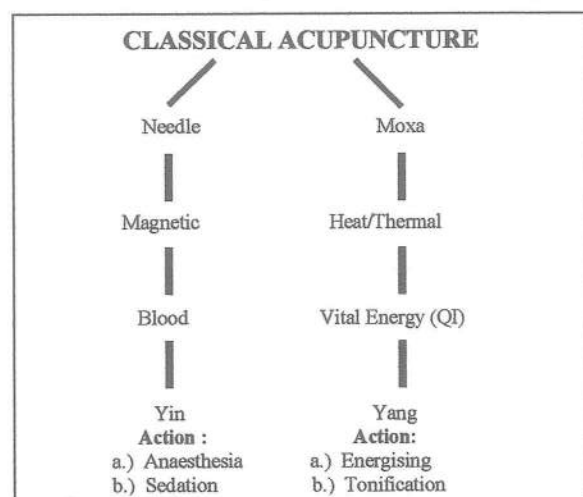 CLASSICAL ACUPUNCTURE
Needle Moxa
Magnetic Heat/Thermal
Blood Vital Energy (QI)
Yin Yang
Action : Action:
a.) Anaesthesia a.) Energising
b.) Sedation b.) Tonification